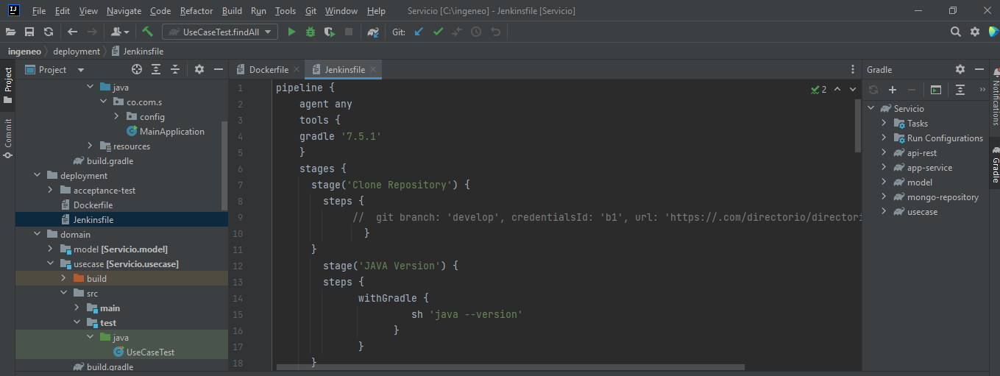 IJ File Edit View Navigate Code Refactor Build Run Tools Git Window Help Servicio [C:\ingeneo] - Jenkinsfile [Servicio]
UseCaseTest.findAll Git:
ingeneo deployment Jenkinsfile
Project
Commit
Project
java
co.com.s
config
MainApplication
resources
build.gradle
deployment
acceptance-test
Dockerfile
Jenkinsfile
domain
model [Servicio.model]
usecase [Servicio.usecase]
build
src
main
test
java
UseCaseTest
build.gradle
Dockerfile Jenkinsfile
2
1 pipeline {
2 agent any
3 tools {
4 gradle '7.5.1'
5 }
6 stages {
7 stage('Clone Repository') {
8 steps {
9 // git branch: 'develop', credentialsId: 'b1', url: 'https://.com/directorio/directori
10 }
11 }
12 stage('JAVA Version') {
13 steps {
14 withGradle {
15 sh 'java --version'
16 }
17 }
18 }
Gradle
Servicio
Tasks
Run Configurations
api-rest
app-service
model
mongo-repository
usecase
Notifications
Gradle